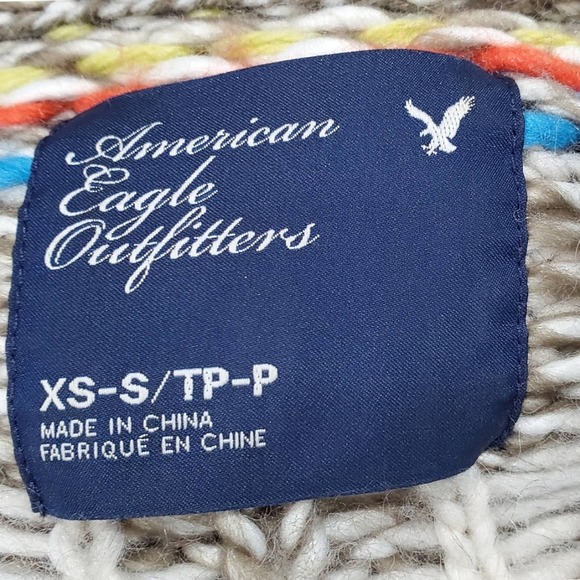 American
Eagle
Outfitters
XS-S/TP-P
MADE IN CHINA
FABRIQUÉ EN CHINE